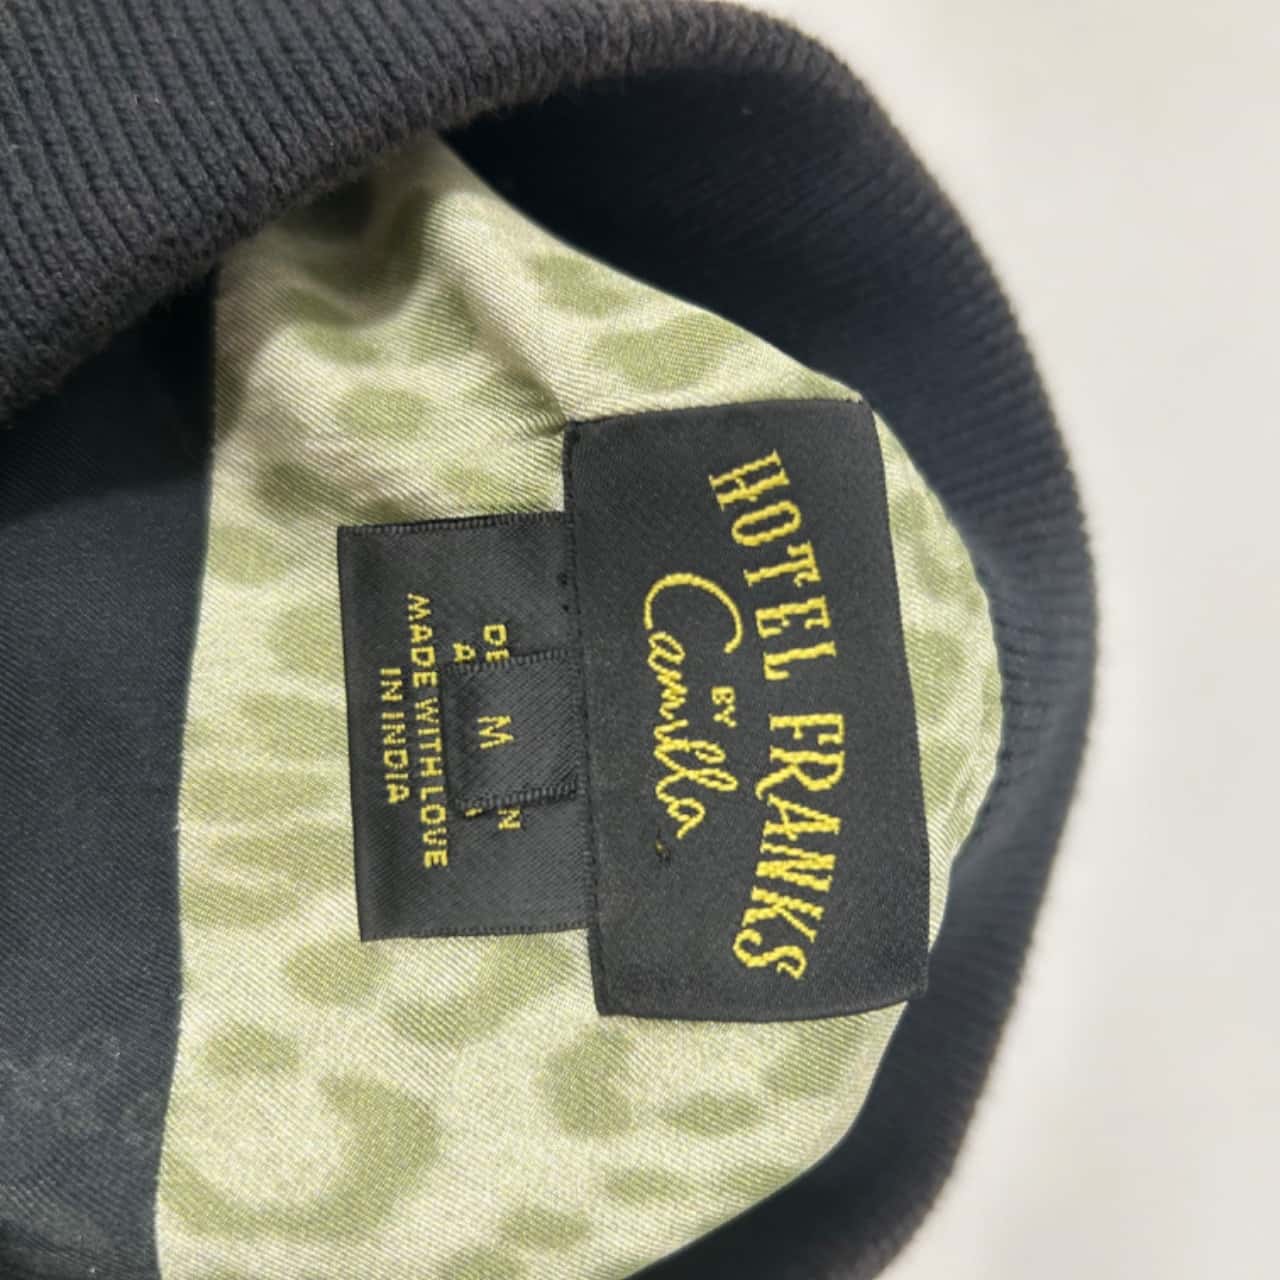 HOTEL FRANKS
BY
Camilla
M
MADE WITH LOVE
IN INDIA